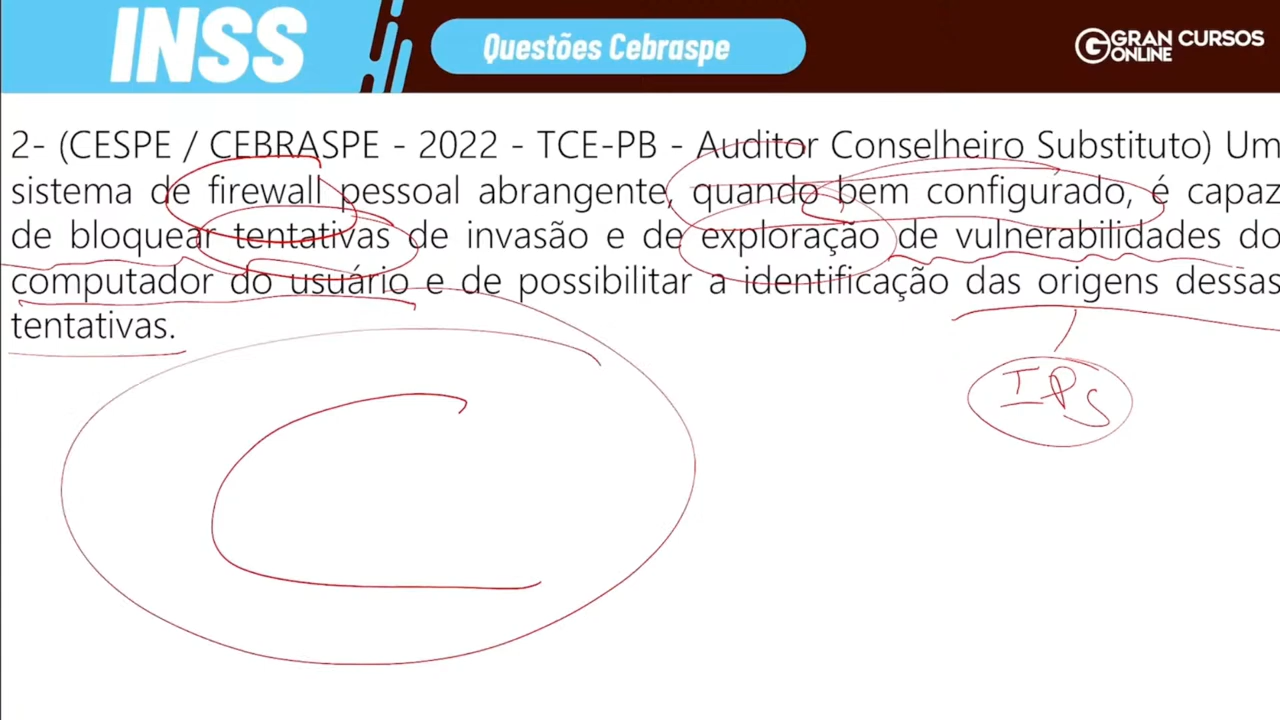 INSS
Questões Cebraspe
GRAN CURSOS
ONLINE
2- (CESPE / CEBRASPE - 2022 - TCE-PB - Auditor Conselheiro Substituto) Um
sistema de firewall pessoal abrangente, quando bem configurado, é capaz
de bloquear tentativas de invasão e de exploração de vulnerabilidades do
computador do usuário e de possibilitar a identificação das origens dessas
tentativas.
IPS
C